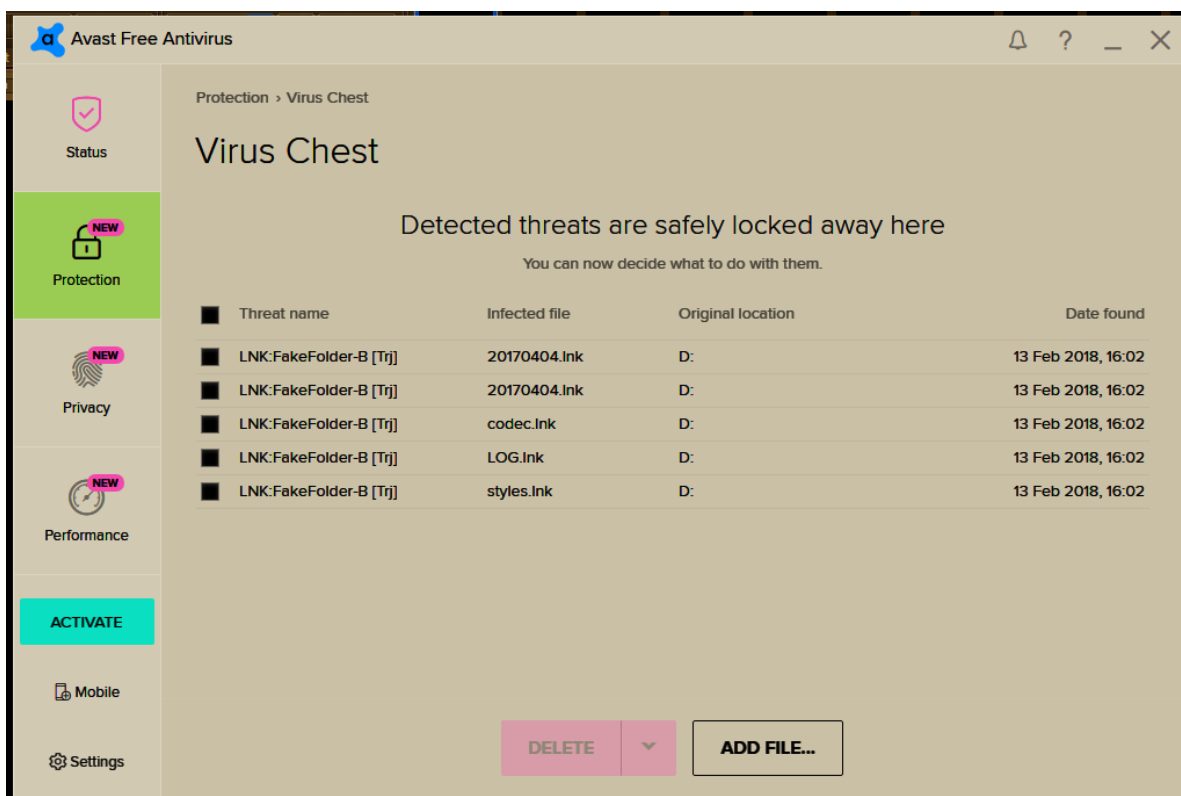 Avast Free Antivirus
?
Status
NEW
Protection
NEW
Privacy
NEW
Performance
ACTIVATE
Mobile
Settings
Protection › Virus Chest
Virus Chest
Detected threats are safely locked away here
You can now decide what to do with them.
Threat name Infected file Original location Date found
LNK:FakeFolder-B [Trj] 20170404.lnk D: 13 Feb 2018, 16:02
LNK:FakeFolder-B [Trj] 20170404.lnk D: 13 Feb 2018, 16:02
LNK:FakeFolder-B [Trj] codec.lnk D: 13 Feb 2018, 16:02
LNK:FakeFolder-B [Trj] LOG.lnk D: 13 Feb 2018, 16:02
LNK:FakeFolder-B [Trj] styles.lnk D: 13 Feb 2018, 16:02
DELETE ADD FILE...